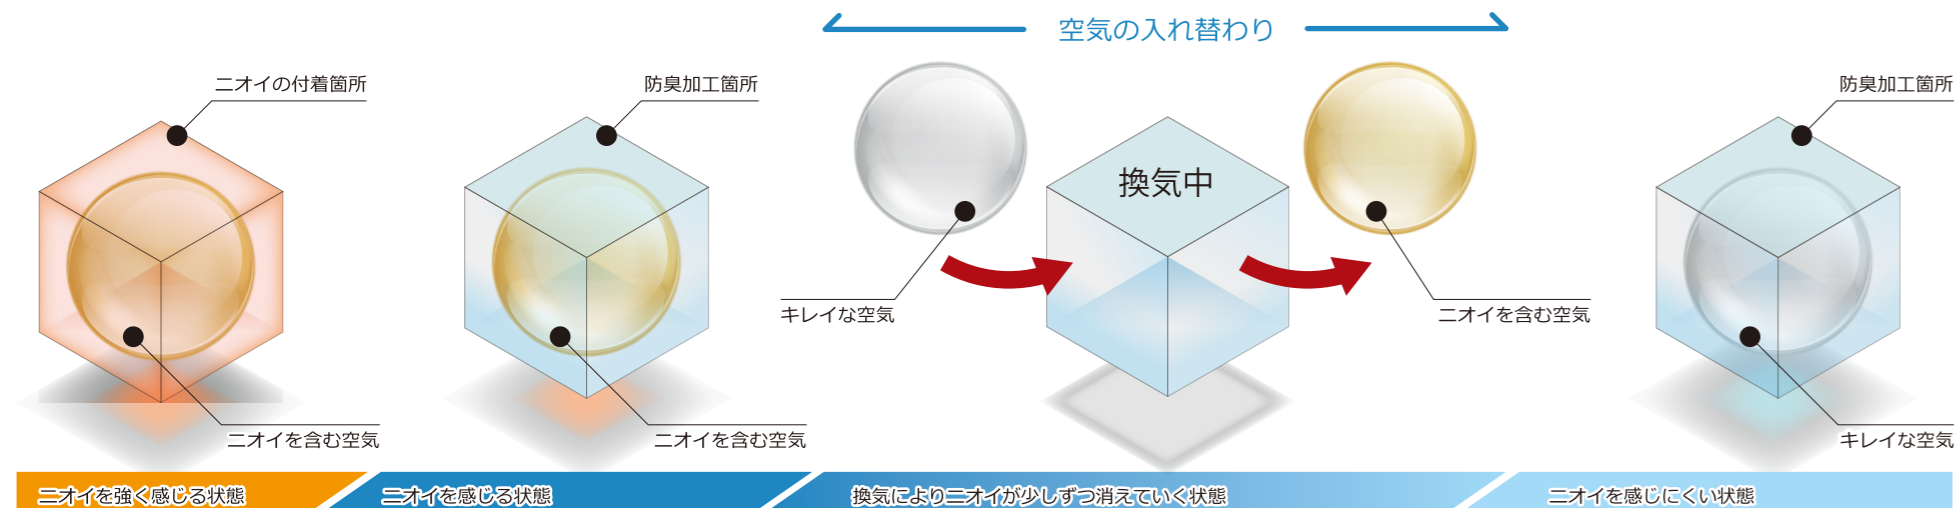 空気の入れ替わり
ニオイの付着箇所
防臭加工箇所
防臭加工箇所
換気中
キレイな空気
ニオイを含む空気
ニオイを含む空気
ニオイを含む空気
キレイな空気
ニオイを強く感じる状態
ニオイを感じる状態
換気によりニオイが少しずつ消えていく状態
ニオイを感じにくい状態